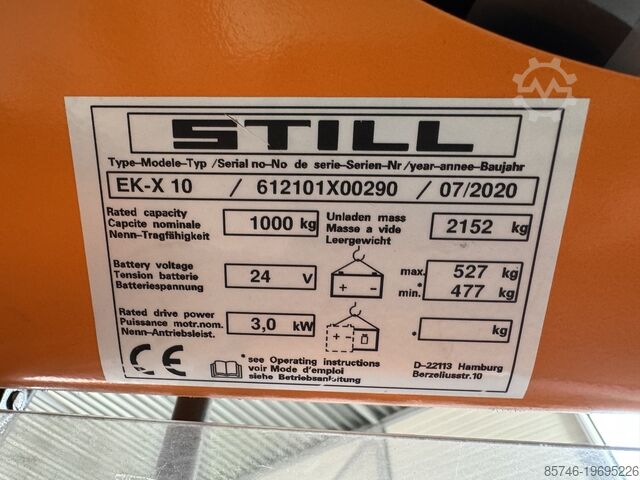 STILL
Type-Modele-Typ /Serial no-No de serie-Serien-Nr /year-annee-Baujahr
EK-X 10 / 612101X00290 / 07/2020
Rated capacity
Capcite nominale
Nenn-Tragfähigkeit
1000 kg
Unladen mass
Masse a vide
Leergewicht
2152 kg
Battery voltage
Tension batterie
Batteriespannung
24 V
+ -
max. 527 kg
min. 477 kg
Rated drive power
Puissance motr.nom.
Nenn-Antriebsleist.
3,0 kW
+
-
* kg
CE
* see Operating instructions
voir Mode d'emploi
siehe Betriebsanleitung
D-22113 Hamburg
Berzeliusstr.10
85746-19695226